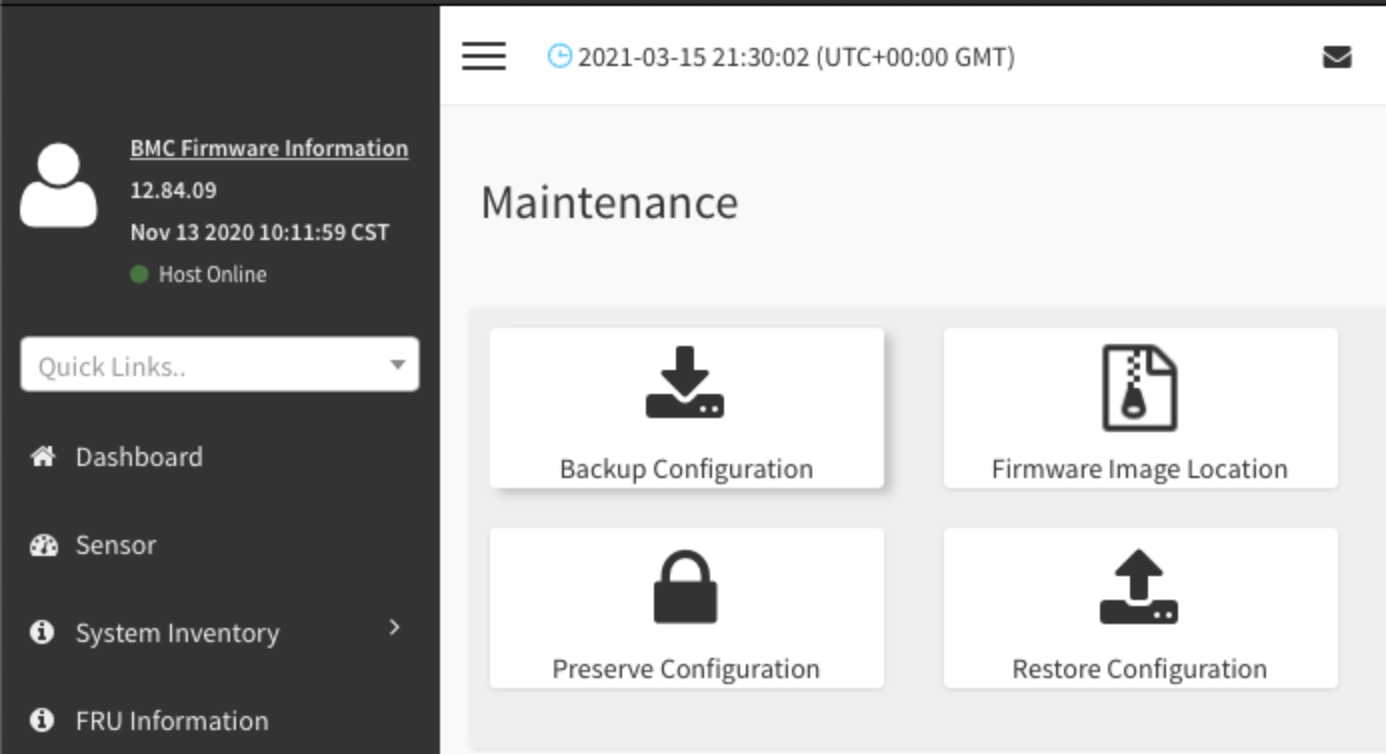 2021-03-15 21:30:02 (UTC+00:00 GMT)
BMC Firmware Information
12.84.09
Nov 13 2020 10:11:59 CST
Host Online
Quick Links..
Dashboard
Sensor
System Inventory
FRU Information
Maintenance
Backup Configuration
Firmware Image Location
Preserve Configuration
Restore Configuration